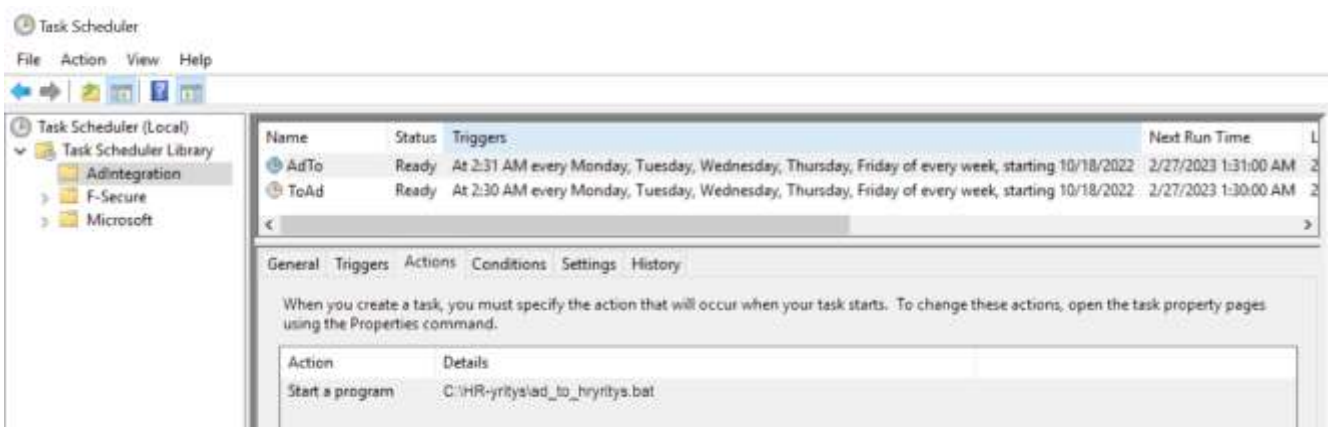 Task Scheduler
File Action View Help
Task Scheduler (Local)
Task Scheduler Library
AdIntegration
F-Secure
Microsoft
Name Status Triggers Next Run Time L
AdTo Ready At 2:31 AM every Monday, Tuesday, Wednesday, Thursday, Friday of every week, starting 10/18/2022 2/27/2023 1:31:00 AM 2
ToAd Ready At 2:30 AM every Monday, Tuesday, Wednesday, Thursday, Friday of every week, starting 10/18/2022 2/27/2023 1:30:00 AM 2
General Triggers Actions Conditions Settings History
When you create a task, you must specify the action that will occur when your task starts. To change these actions, open the task property pages
using the Properties command.
Action Details
Start a program C:\HR-yritys\ad_to_hryritys.bat